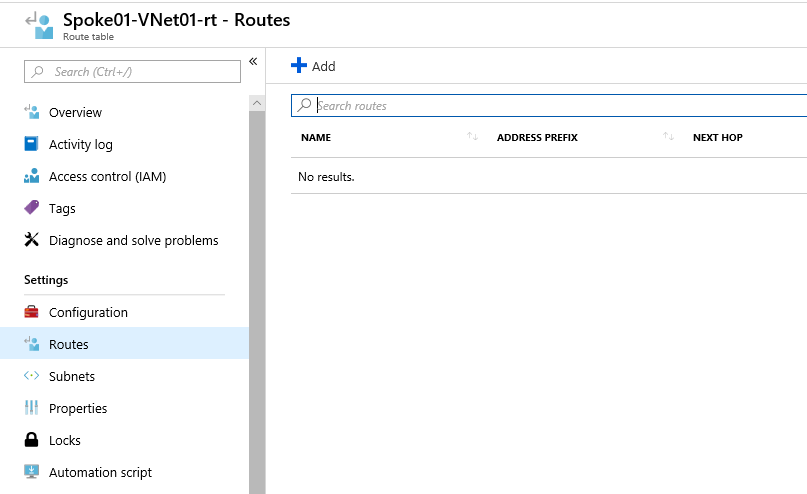 Spoke01-VNet01-rt - Routes
Route table
Search (Ctrl+/)
«
Overview
Activity log
Access control (IAM)
Tags
Diagnose and solve problems
Settings
Configuration
Routes
Subnets
Properties
Locks
Automation script
Add
Search routes
NAME ADDRESS PREFIX NEXT HOP
No results.